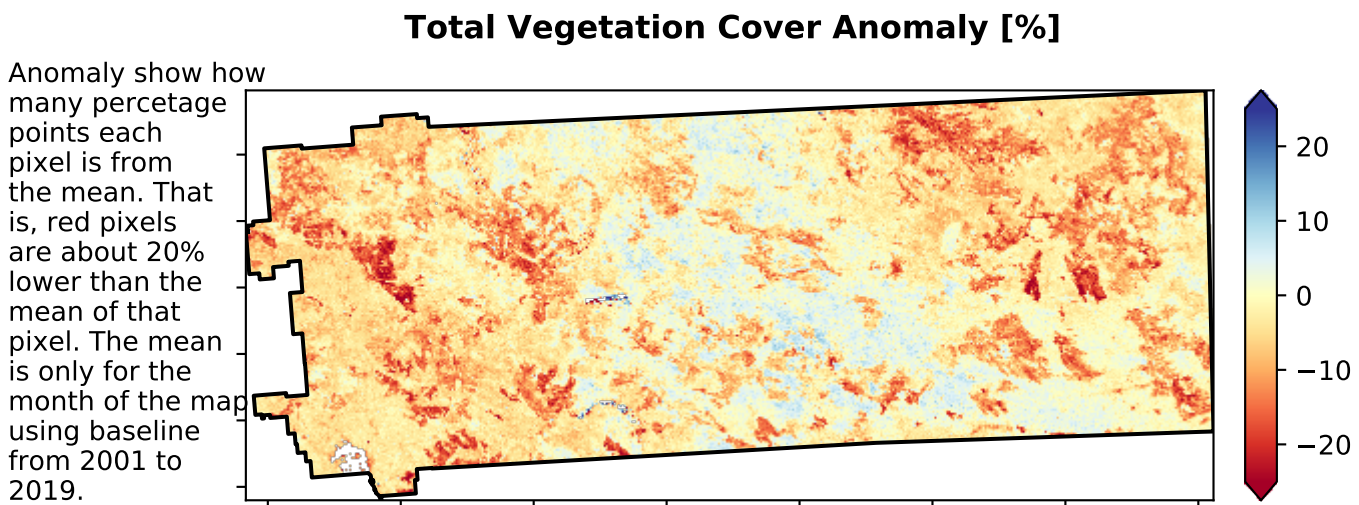 Total Vegetation Cover Anomaly [%]
Anomaly show how
many percetage
points each
pixel is from
the mean. That
is, red pixels
are about 20%
lower than the
mean of that
pixel. The mean
is only for the
month of the map
using baseline
from 2001 to
2019.
20
10
0
−10
−20